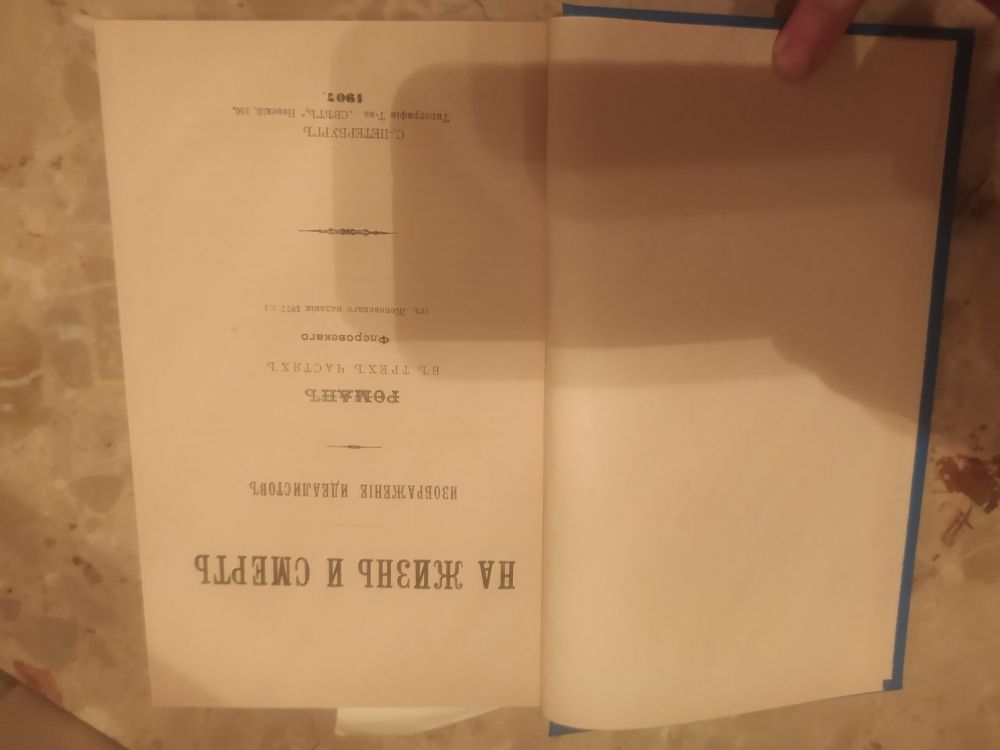 НА ЖИЗНЬ И СМЕРТЬ
ИЗОБРАЖЕНІЕ ИДЕАЛИСТОВЪ
РОМАНЪ
ВЪ ТРЕХЪ ЧАСТЯХЪ
Флеровскаго
(съ Женевскаго изданія 1877 г.)
С.-ПЕТЕРБУРГЪ
Типографія Т-ва „СВѢТЪ“, Невскій, 136.
1907.